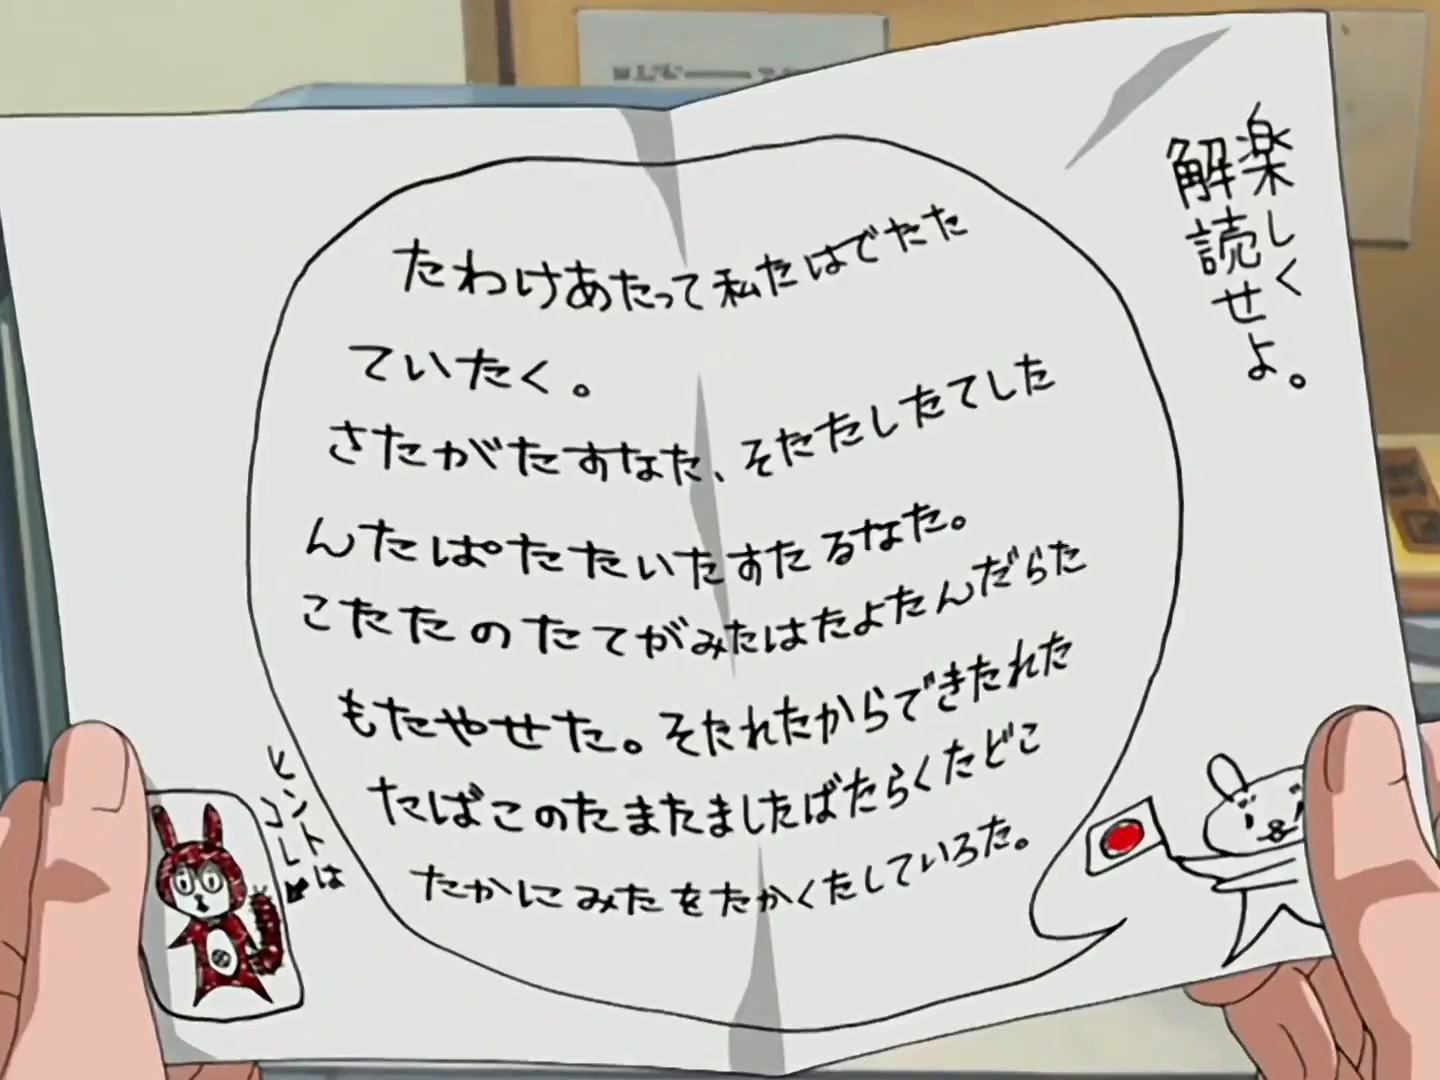 楽しく
解読せよ。
たわけあたって私たはでたた
ていたく。
さたがたすなた、そたたしたてした
んたぱたたいたすたるなた。
こたたのたてがみたはたよたんだらた
もたやせた。そたれたからできたれた
たばこのたまたましたばたらくたどこ
たかにみたをたかくたしていろた。
ヒントは
コレ